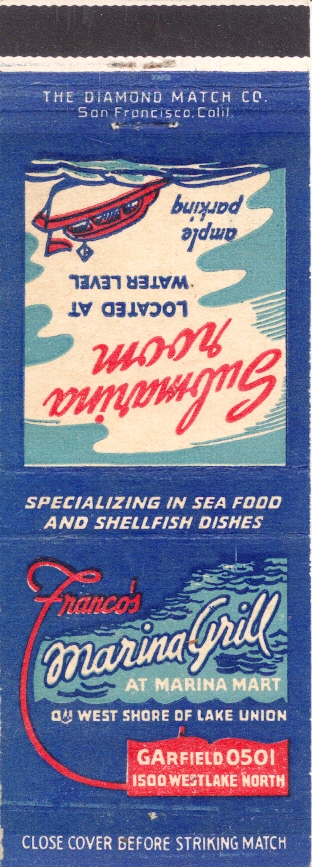 THE DIAMOND MATCH CO.
San Francisco, Calif.
Submarina
room
LOCATED AT
WATER LEVEL
ample
parking
SPECIALIZING IN SEA FOOD
AND SHELLFISH DISHES
Franco's
Marina Grill
AT MARINA MART
ON WEST SHORE OF LAKE UNION
GARFIELD 0501
1500 WESTLAKE NORTH
CLOSE COVER BEFORE STRIKING MATCH